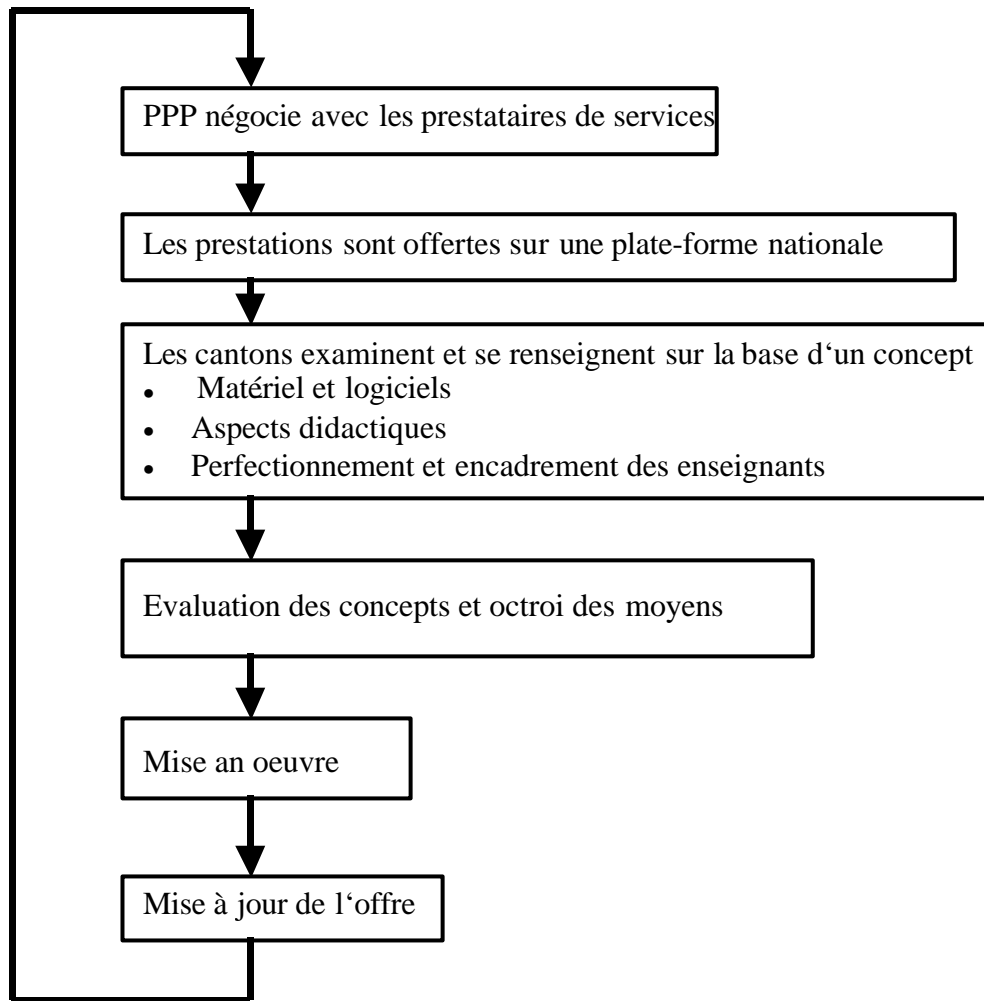 PPP négocie avec les prestataires de services
Les prestations sont offertes sur une plate-forme nationale
Les cantons examinent et se renseignent sur la base d‘un concept
• Matériel et logiciels
• Aspects didactiques
• Perfectionnement et encadrement des enseignants
Evaluation des concepts et octroi des moyens
Mise an oeuvre
Mise à jour de l‘offre